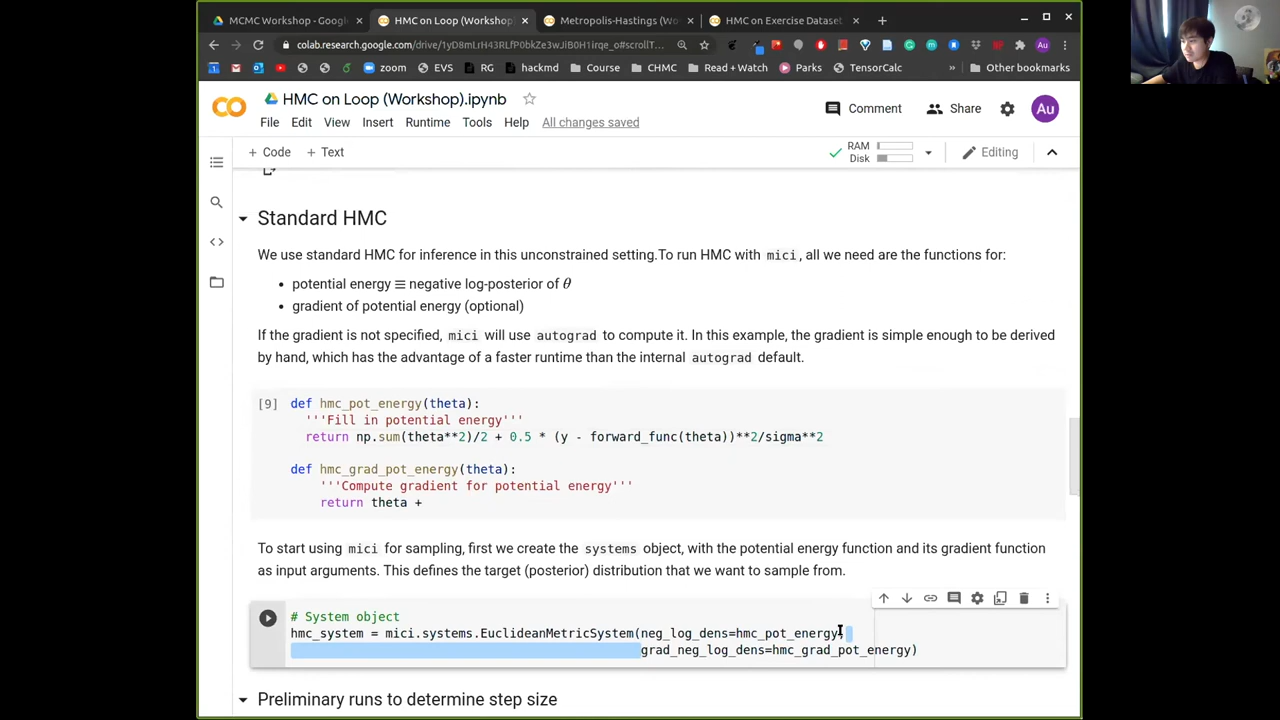 MCMC Workshop - Google
HMC on Loop (Workshop)
Metropolis-Hastings (Wo
HMC on Exercise Dataset
colab.research.google.com/drive/
zoom
EVS
RG
hackmd
Course
CHMC
Read + Watch
Parks
TensorCalc
»
Other bookmarks
HMC on Loop (Workshop).ipynb
Comment
Share
Au
File Edit View Insert Runtime Tools Help All changes saved
+ Code + Text
RAM
Disk
Editing
Standard HMC
We use standard HMC for inference in this unconstrained setting.To run HMC with mici, all we need are the functions for:
• potential energy ≡ negative log-posterior of θ
• gradient of potential energy (optional)
If the gradient is not specified, mici will use autograd to compute it. In this example, the gradient is simple enough to be derived
by hand, which has the advantage of a faster runtime than the internal autograd default.
[9] def hmc_pot_energy(theta):
'''Fill in potential energy'''
return np.sum(theta**2)/2 + 0.5 * (y - forward_func(theta))**2/sigma**2
def hmc_grad_pot_energy(theta):
'''Compute gradient for potential energy'''
return theta +
To start using mici for sampling, first we create the systems object, with the potential energy function and its gradient function
as input arguments. This defines the target (posterior) distribution that we want to sample from.
# System object
hmc_system = mici.systems.EuclideanMetricSystem(neg_log_dens=hmc_pot_energy,
grad_neg_log_dens=hmc_grad_pot_energy)
Preliminary runs to determine step size